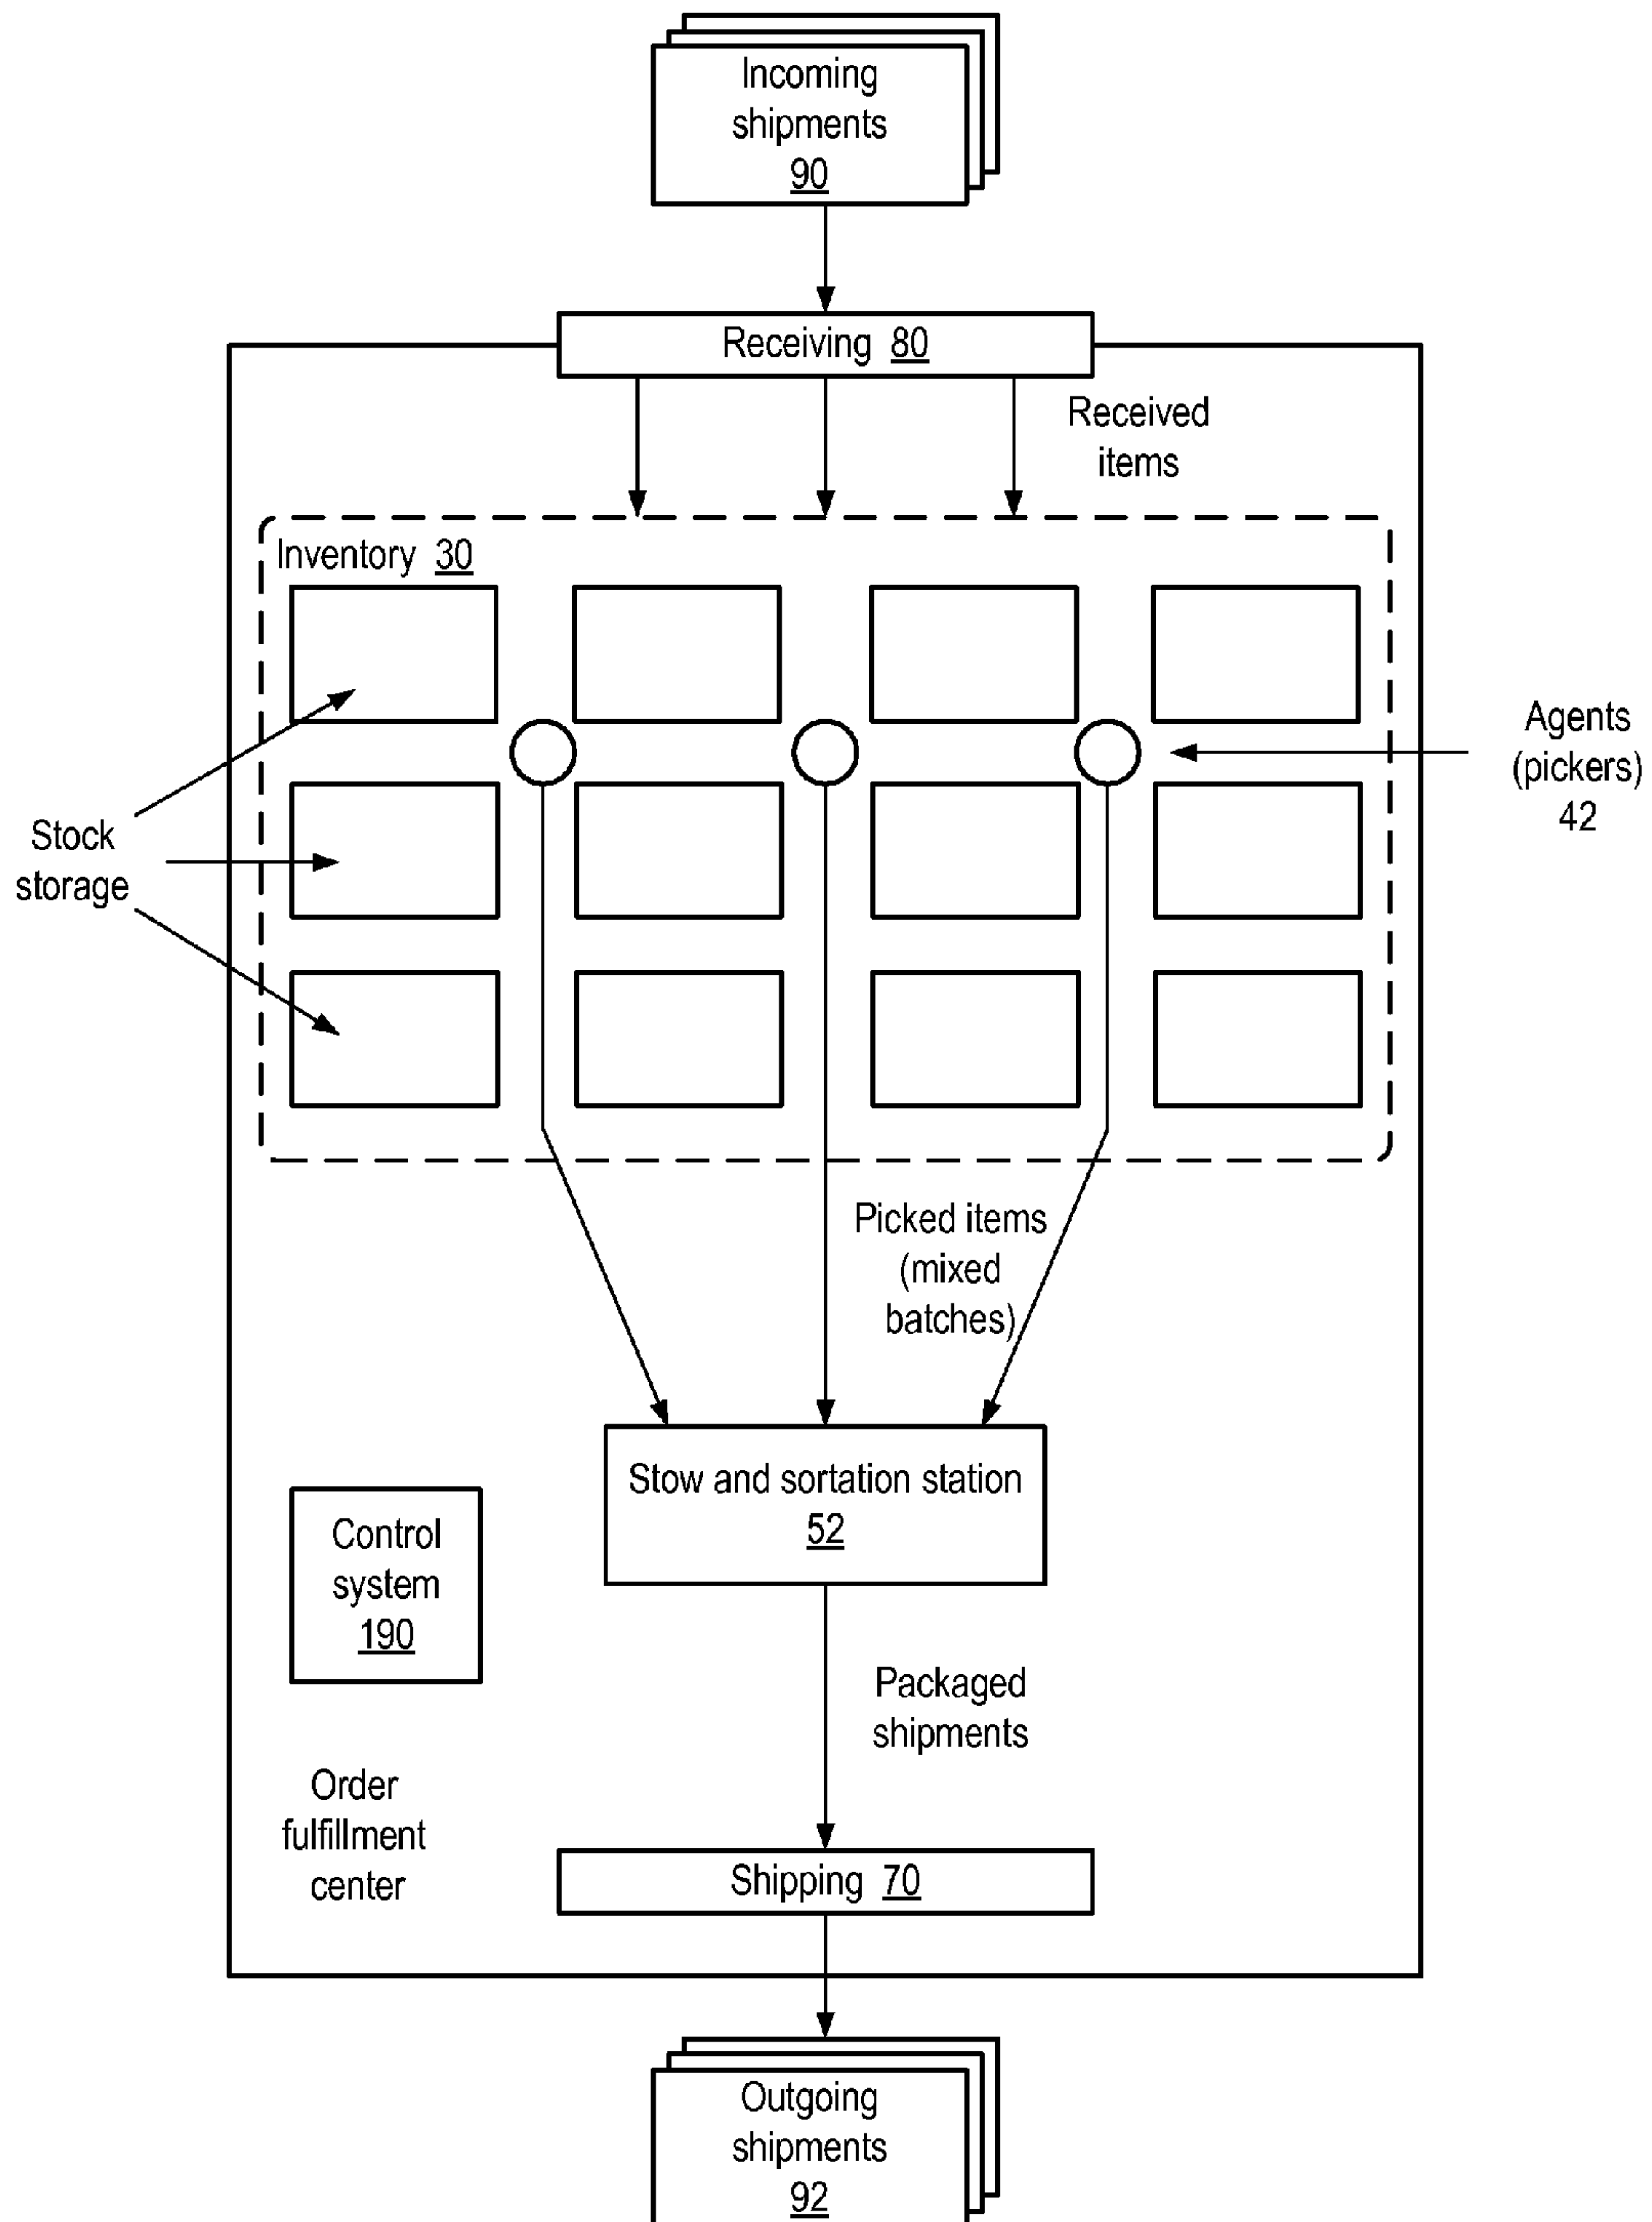 Incoming
shipments
90
Receiving 80
Received
items
Inventory 30
Agents
(pickers)
42
Stock
storage
Picked items
(mixed
batches)
Stow and sortation station
52
Control
system
190
Packaged
shipments
Order
fulfillment
center
Shipping 70
Outgoing
shipments
92